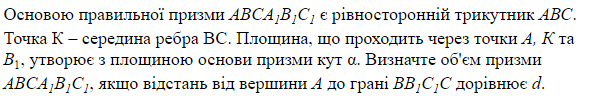 Основою правильної призми ABCA₁B₁C₁ є рівносторонній трикутник ABC.
Точка К – середина ребра ВС. Площина, що проходить через точки А, К та
B₁, утворює з площиною основи призми кут α. Визначте об'єм призми
ABCA₁B₁C₁, якщо відстань від вершини А до грані BB₁C₁C дорівнює d.